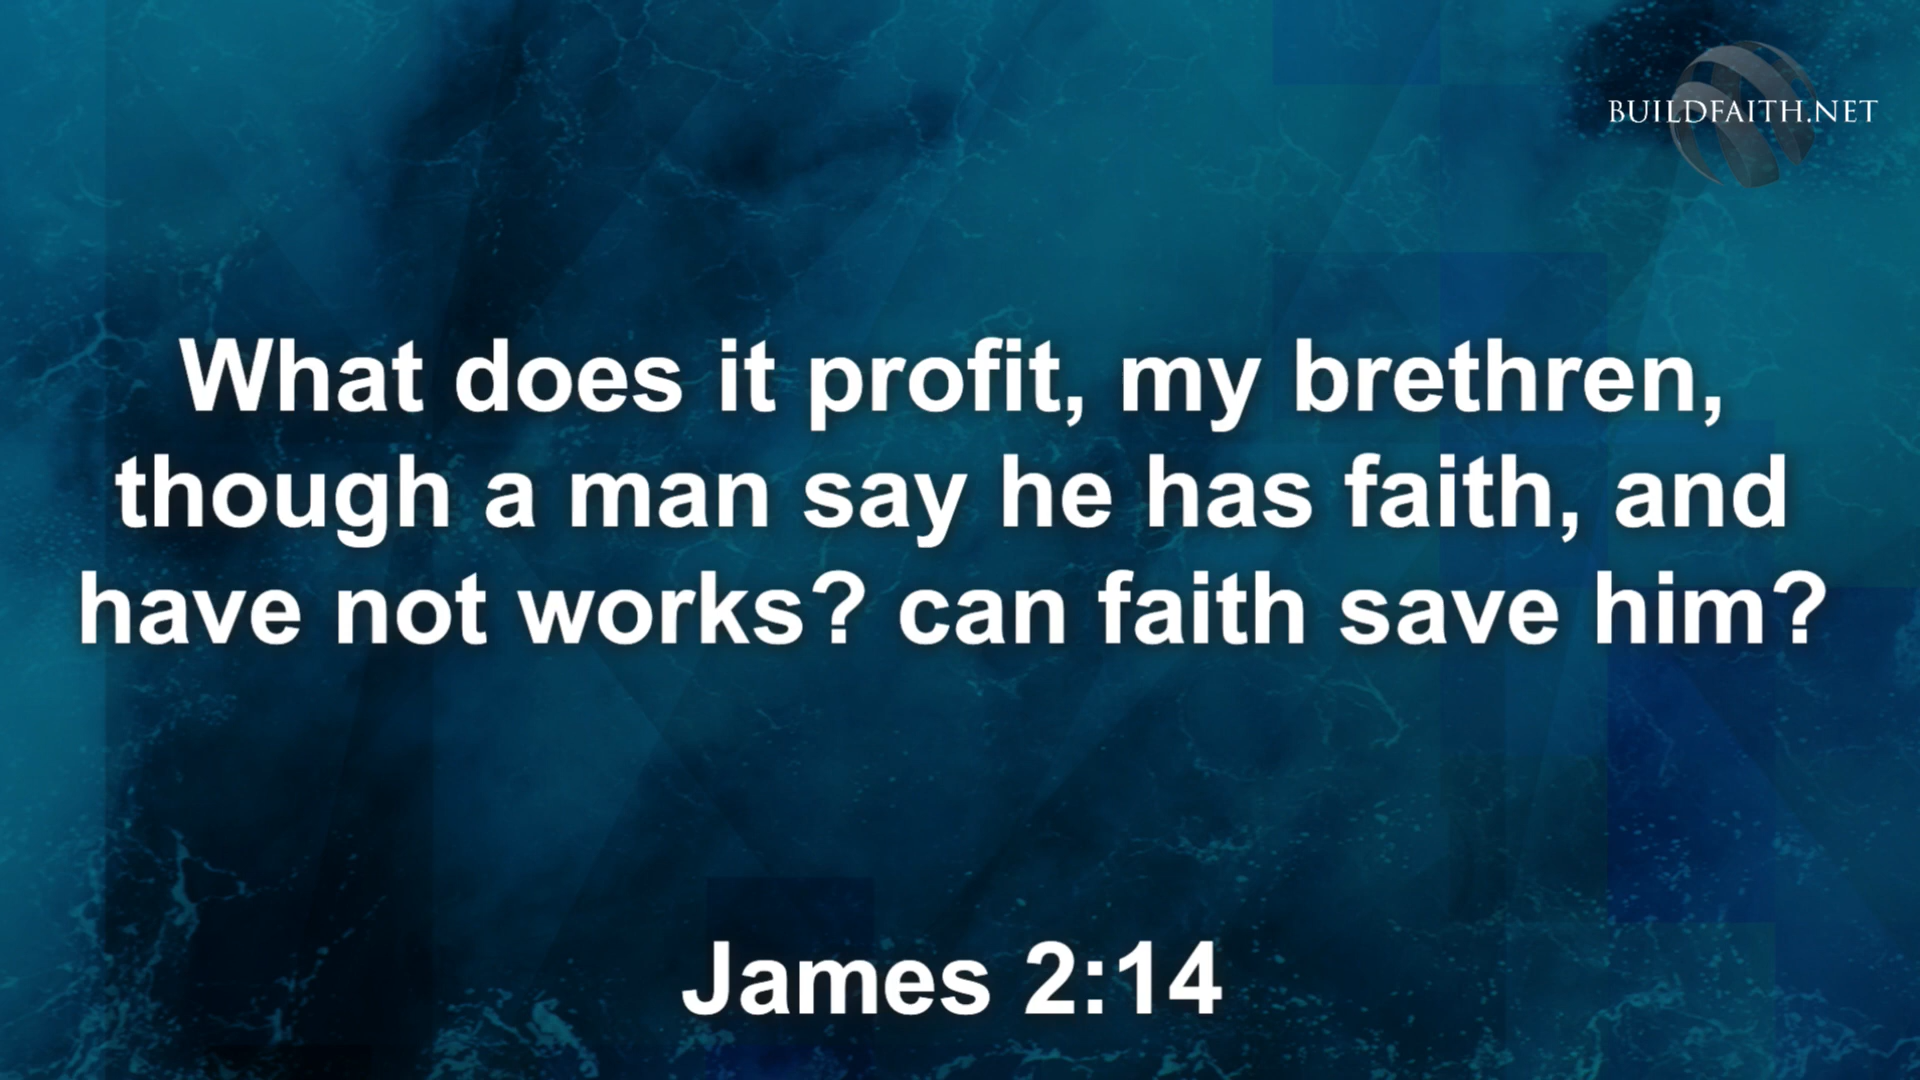 BUILDFAITH.NET
What does it profit, my brethren,
though a man say he has faith, and
have not works? can faith save him?
James 2:14